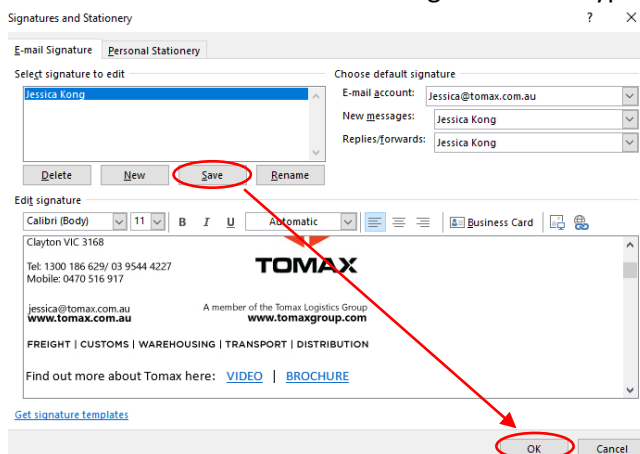 Signatures and Stationery ? ×
E-mail Signature Personal Stationery
Select signature to edit Choose default signature
Jessica Kong
E-mail account: Jessica@tomax.com.au
New messages: Jessica Kong
Replies/forwards: Jessica Kong
Delete New Save Rename
Edit signature
Calibri (Body) 11 B I U Automatic Business Card
Clayton VIC 3168
Tel: 1300 186 629/ 03 9544 4227
Mobile: 0470 516 917
TOMAX
jessica@tomax.com.au A member of the Tomax Logistics Group
www.tomax.com.au www.tomaxgroup.com
FREIGHT | CUSTOMS | WAREHOUSING | TRANSPORT | DISTRIBUTION
Find out more about Tomax here: VIDEO | BROCHURE
Get signature templates
OK Cancel